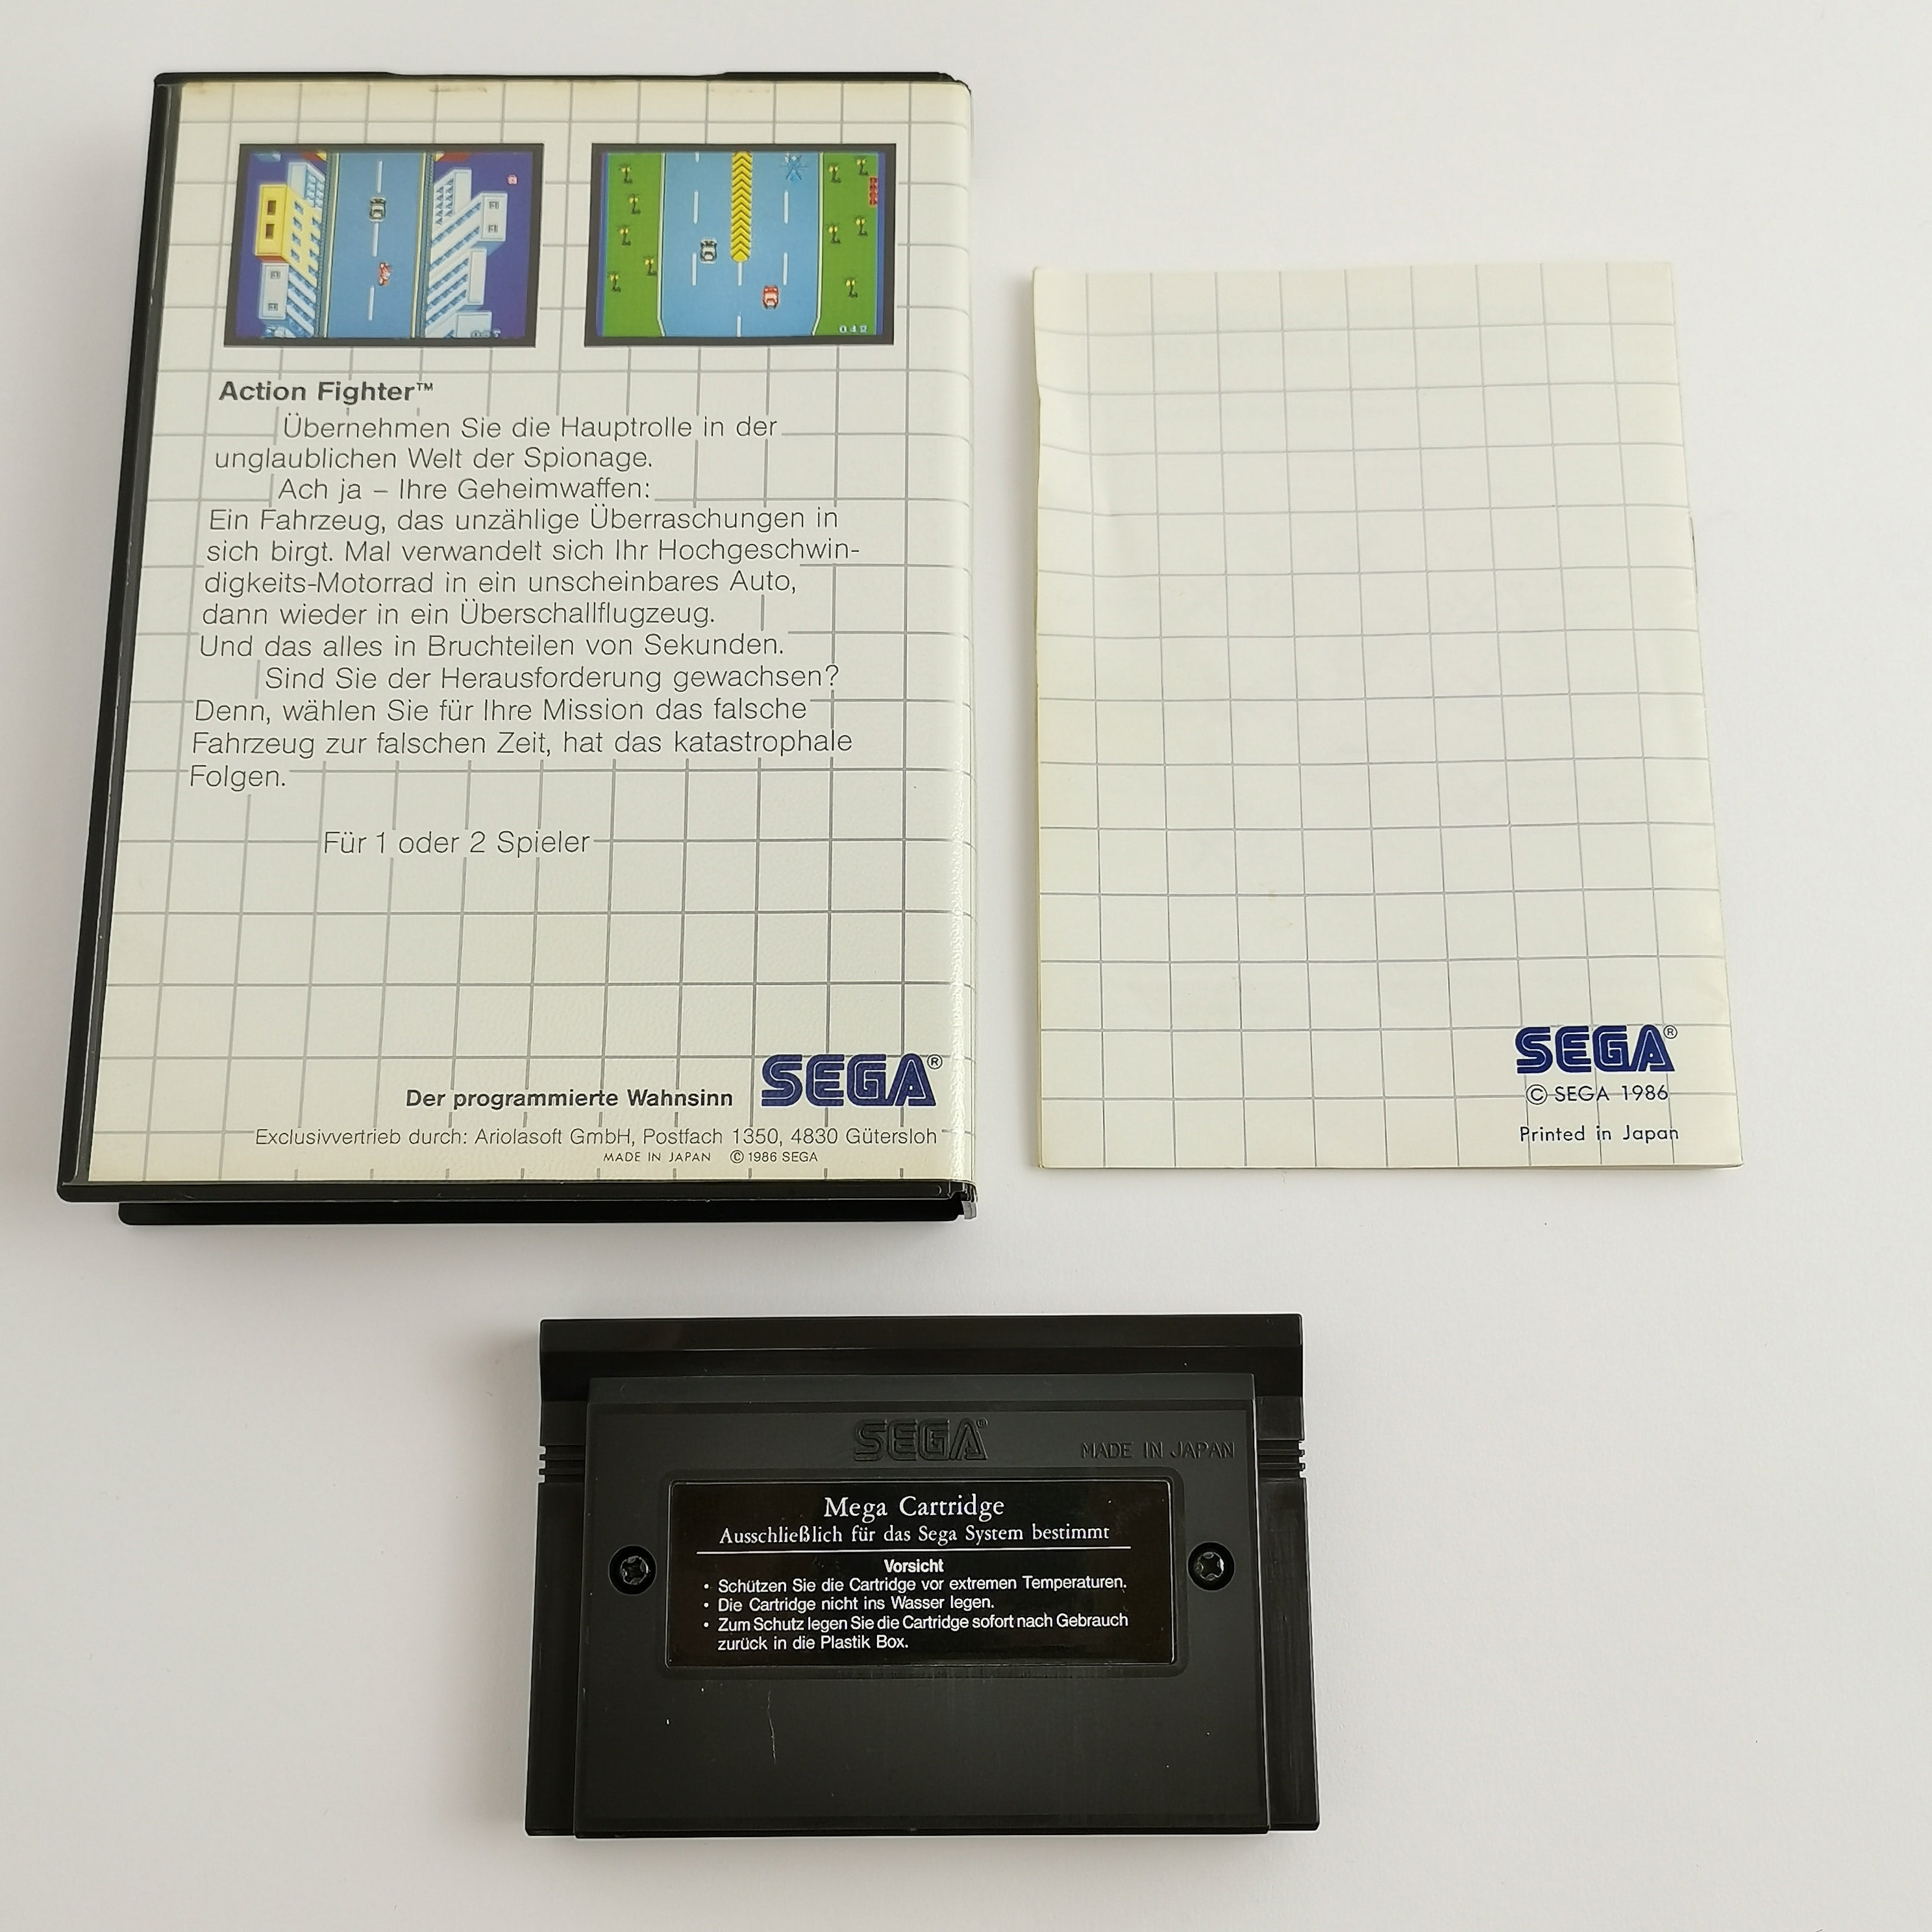 Action Fighter™
Übernehmen Sie die Hauptrolle in der
unglaublichen Welt der Spionage.
Ach ja – Ihre Geheimwaffen:
Ein Fahrzeug, das unzählige Überraschungen in
sich birgt. Mal verwandelt sich Ihr Hochgeschwin-
digkeits-Motorrad in ein unscheinbares Auto,
dann wieder in ein Überschallflugzeug.
Und das alles in Bruchteilen von Sekunden.
Sind Sie der Herausforderung gewachsen?
Denn, wählen Sie für Ihre Mission das falsche
Fahrzeug zur falschen Zeit, hat das katastrophale
Folgen.
Für 1 oder 2 Spieler
Der programmierte Wahnsinn SEGA®
Exclusivvertrieb durch: Ariolasoft GmbH, Postfach 1350, 4830 Gütersloh
MADE IN JAPAN © 1986 SEGA
SEGA®
© SEGA 1986
Printed in Japan
SEGA®
MADE IN JAPAN
Mega Cartridge
Ausschließlich für das Sega System bestimmt
Vorsicht
• Schützen Sie die Cartridge vor extremen Temperaturen.
• Die Cartridge nicht ins Wasser legen.
• Zum Schutz legen Sie die Cartridge sofort nach Gebrauch
zurück in die Plastik Box.